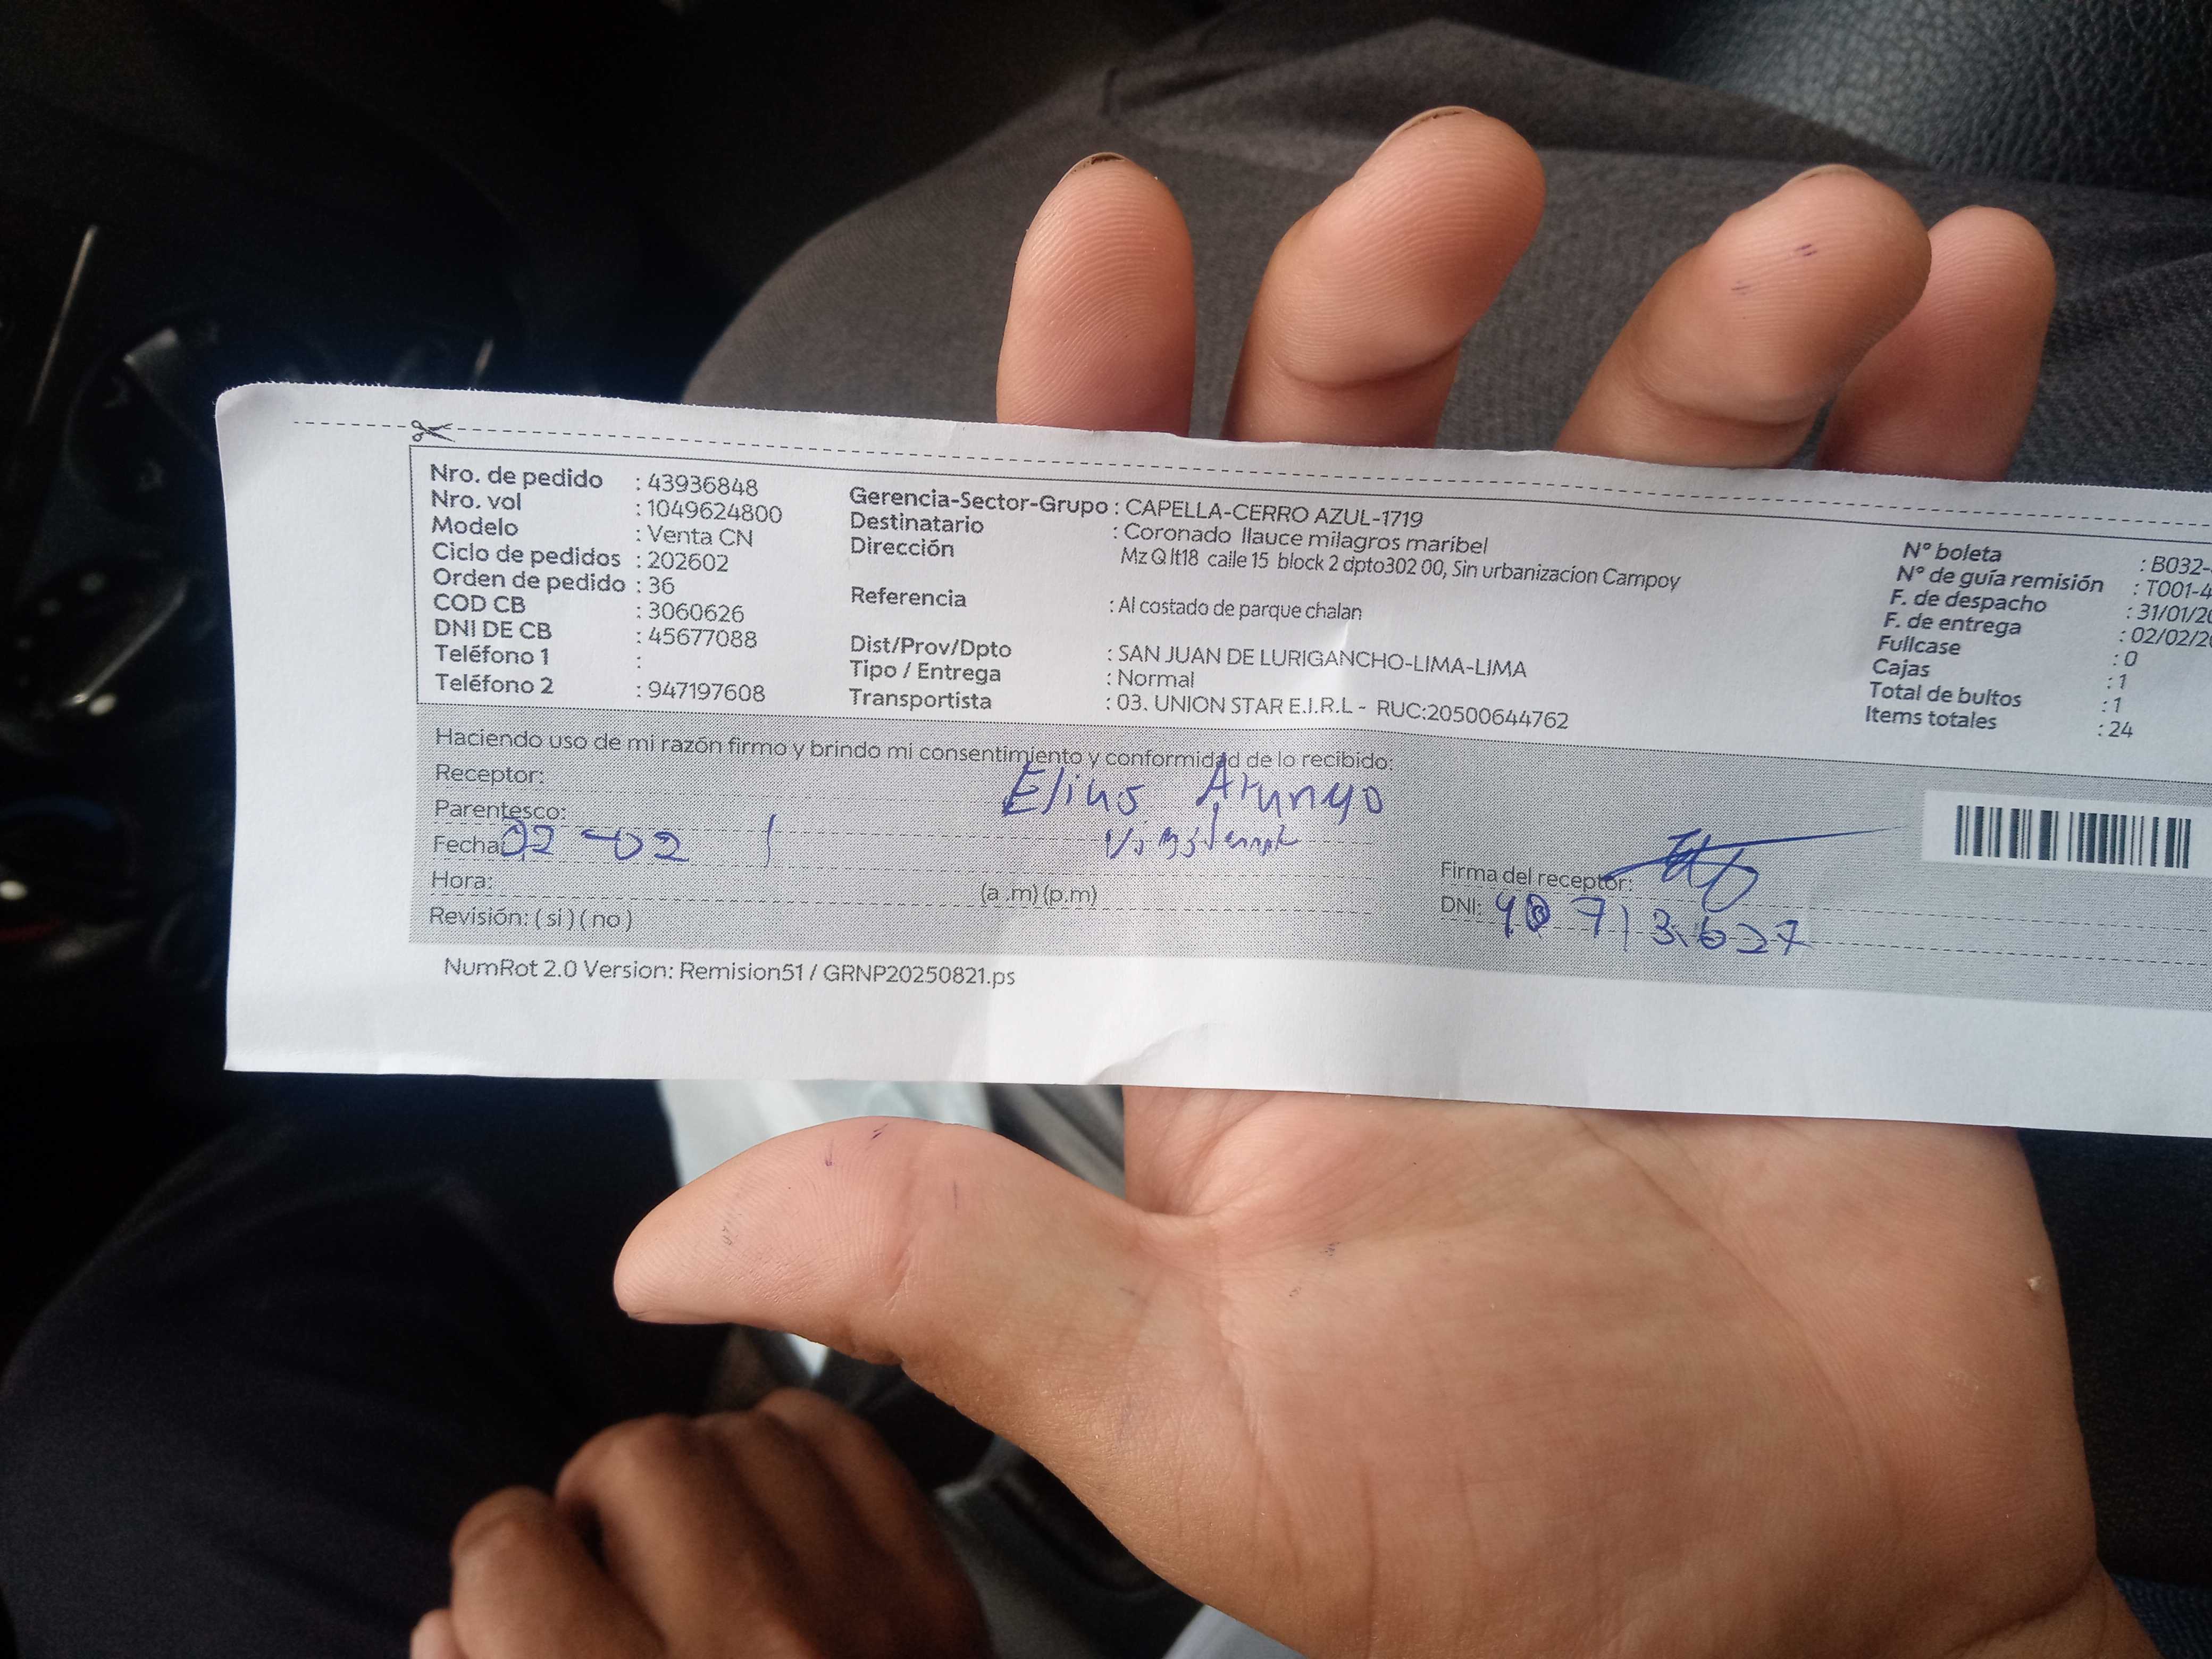 Nro. de pedido : 43936848
Nro. vol : 1049624800
Modelo : Venta CN
Ciclo de pedidos : 202602
Orden de pedido : 36
COD CB : 3060626
DNI DE CB : 45677088
Teléfono 1 :
Teléfono 2 : 947197608
Gerencia-Sector-Grupo : CAPELLA-CERRO AZUL-1719
Destinatario : Coronado llauce milagros maribel
Dirección Mz Q lt18 calle 15 block 2 dpto302 00, Sin urbanizacion Campoy
Referencia : Al costado de parque chalan
Dist/Prov/Dpto : SAN JUAN DE LURIGANCHO-LIMA-LIMA
Tipo / Entrega : Normal
Transportista : 03. UNION STAR E.I.R.L - RUC:20500644762
N° boleta : B032-
N° de guía remisión : T001-4
F. de despacho : 31/01/20
F. de entrega : 02/02/20
Fullcase : 0
Cajas : 1
Total de bultos : 1
Items totales : 24
Haciendo uso de mi razón firmo y brindo mi consentimiento y conformidad de lo recibido:
Receptor: Elius
Parentesco:
Fecha: 02-02
Hora: (a .m) (p.m)
Revisión: ( si ) ( no )
Firma del receptor:
DNI:
NumRot 2.0 Version: Remision51 / GRNP20250821.ps